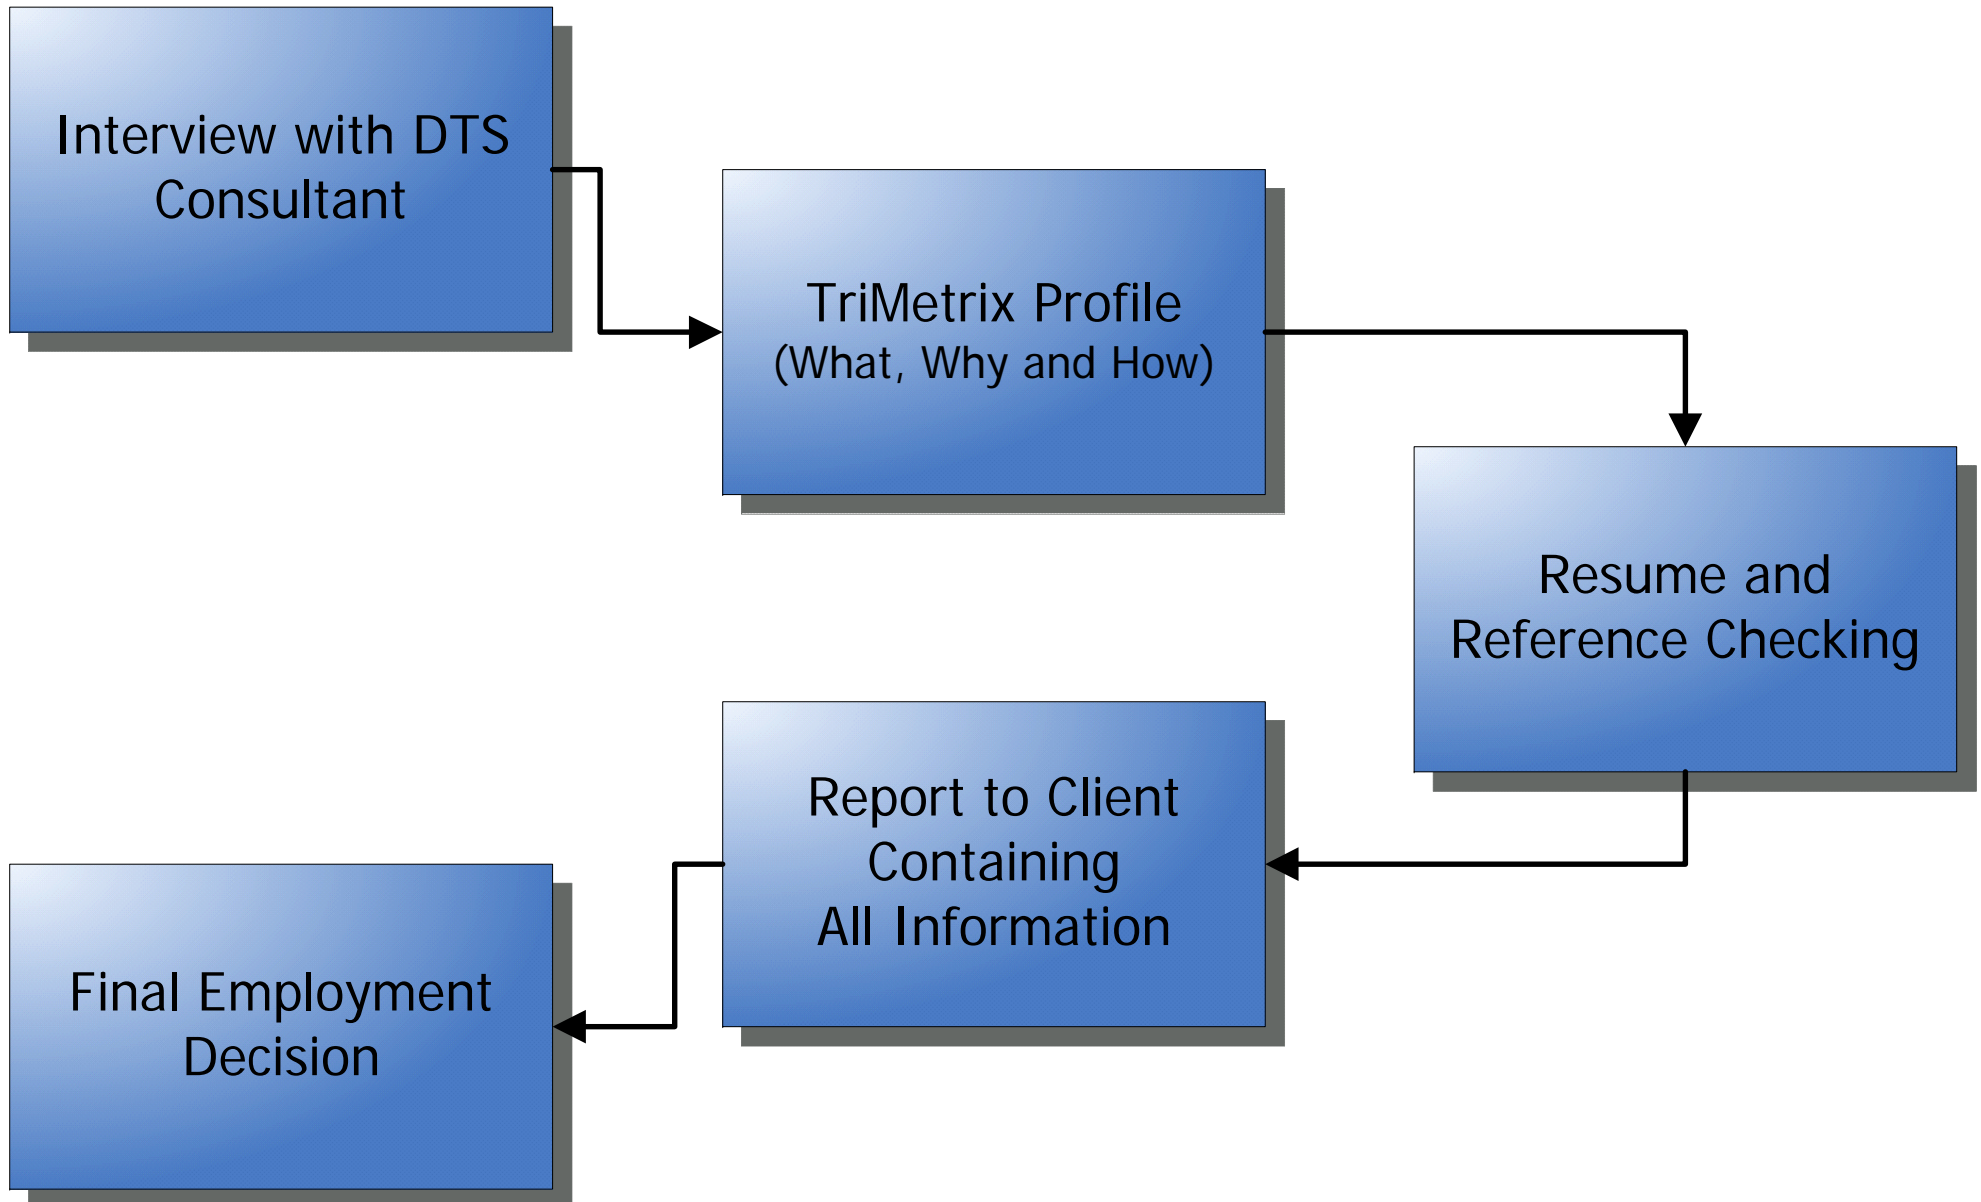 Interview with DTS
Consultant
TriMetrix Profile
(What, Why and How)
Resume and
Reference Checking
Report to Client
Containing
All Information
Final Employment
Decision